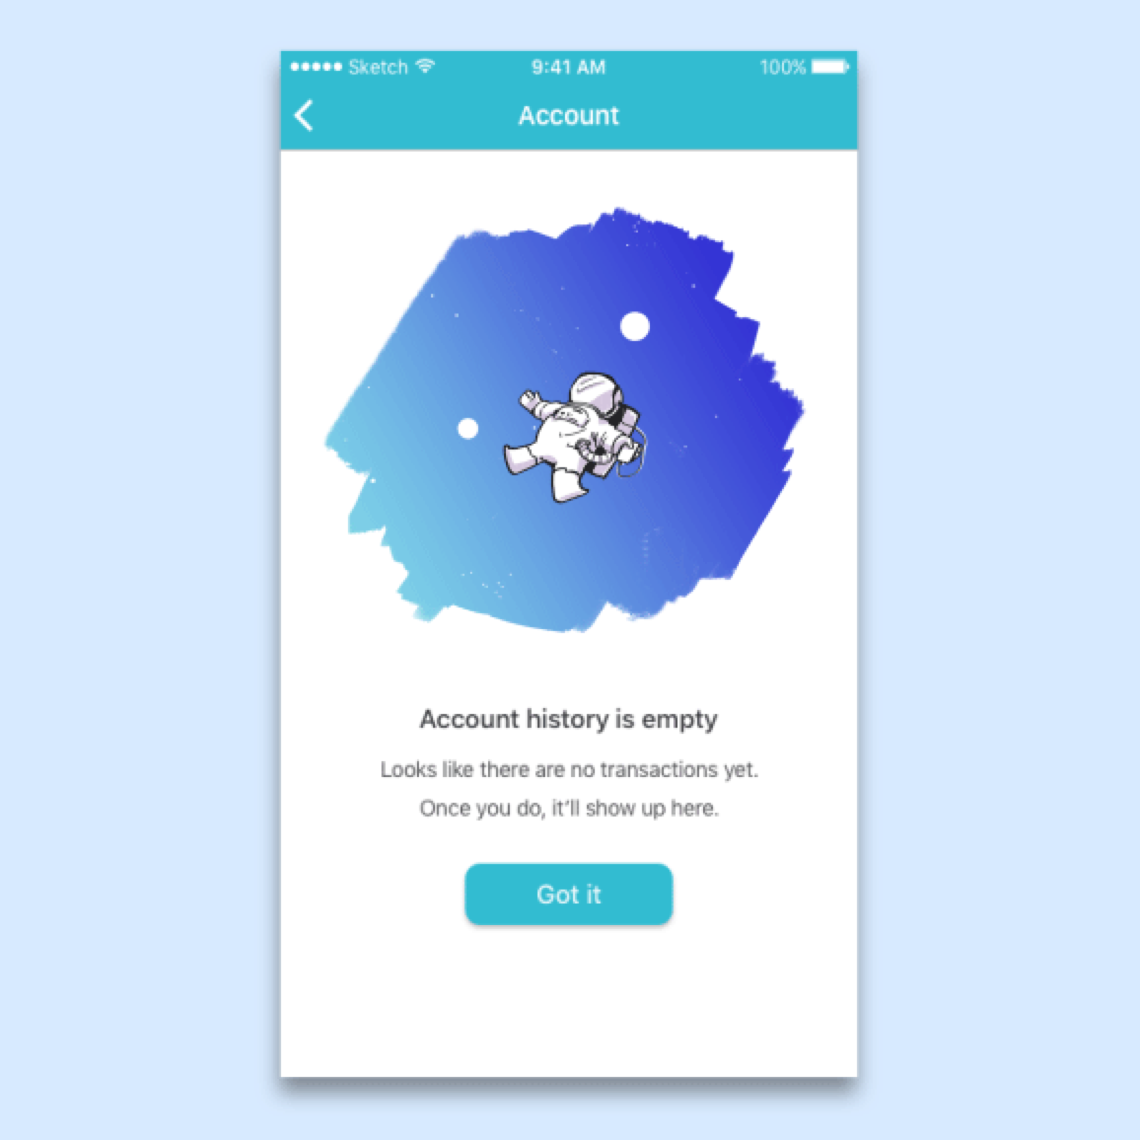 Sketch 9:41 AM 100%
Account
Account history is empty
Looks like there are no transactions yet.
Once you do, it’ll show up here.
Got it